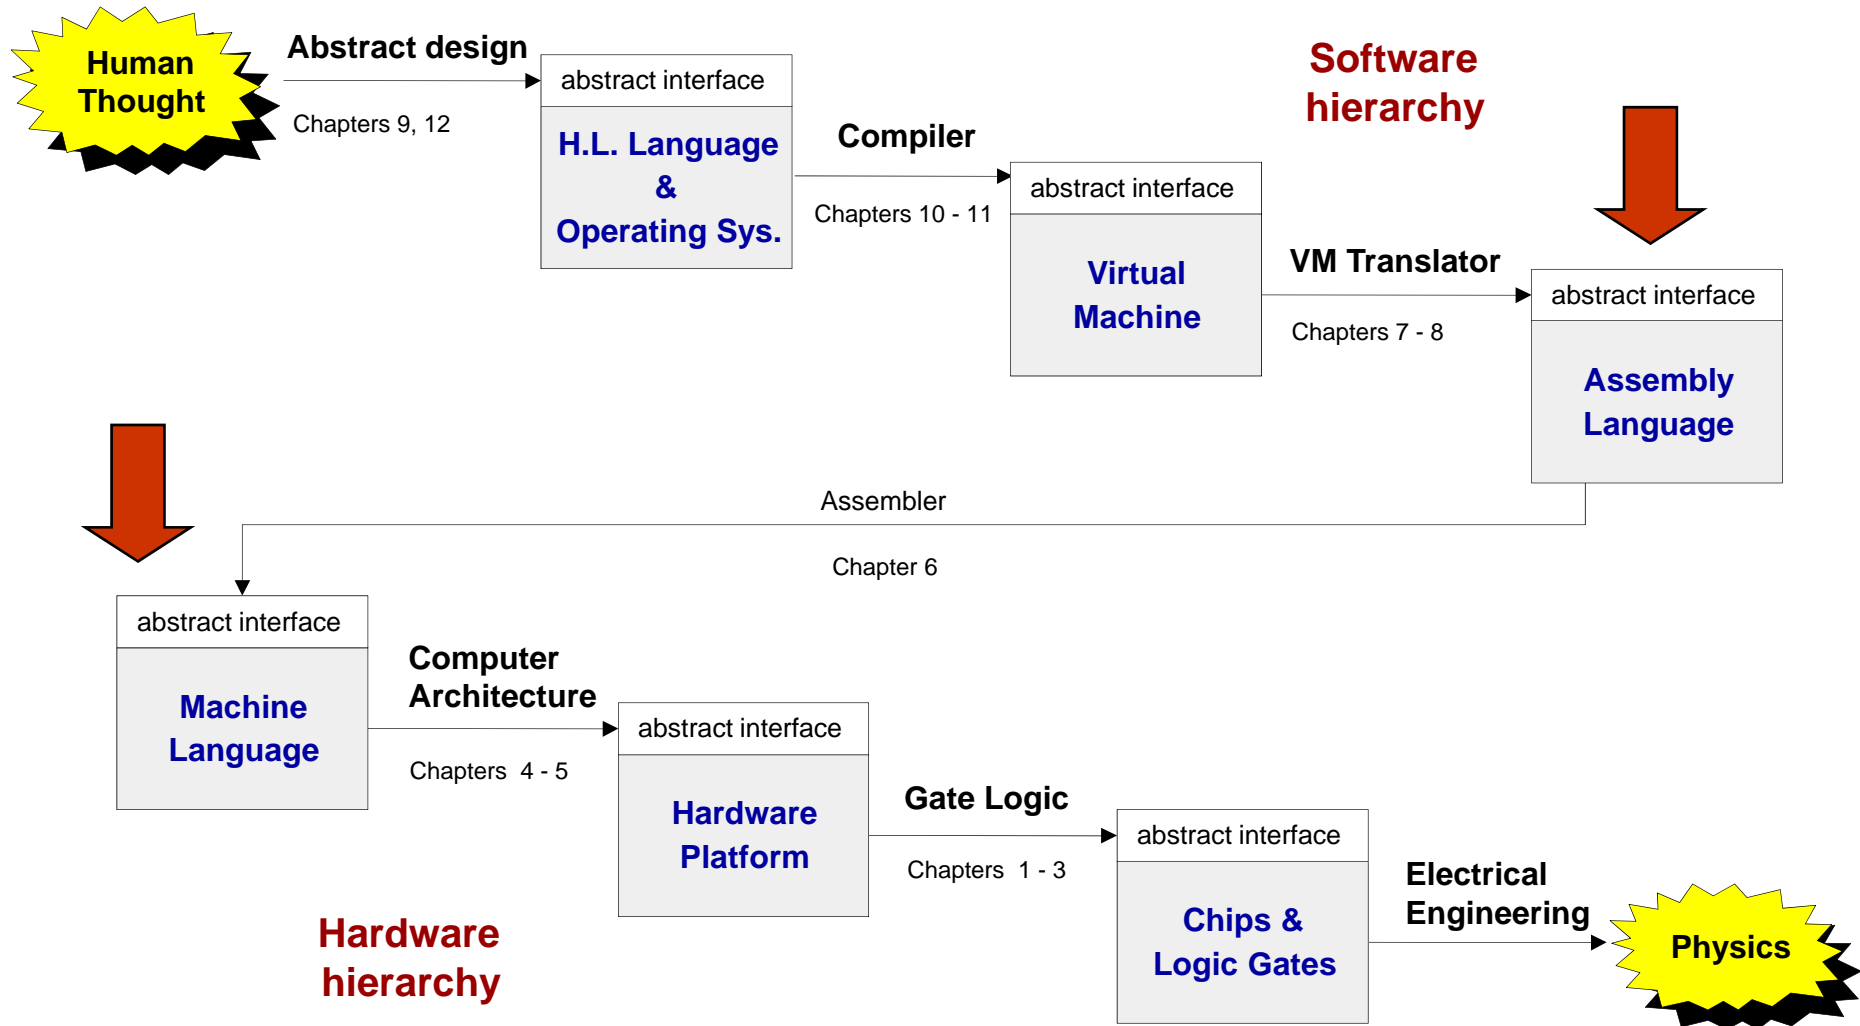 Human
Thought
Abstract design
Chapters 9, 12
abstract interface
H.L. Language
&
Operating Sys.
Compiler
Chapters 10 - 11
abstract interface
Virtual
Machine
Software
hierarchy
VM Translator
Chapters 7 - 8
abstract interface
Assembly
Language
Assembler
Chapter 6
abstract interface
Machine
Language
Computer
Architecture
Chapters 4 - 5
abstract interface
Hardware
Platform
Gate Logic
Chapters 1 - 3
abstract interface
Chips &
Logic Gates
Electrical
Engineering
Physics
Hardware
hierarchy